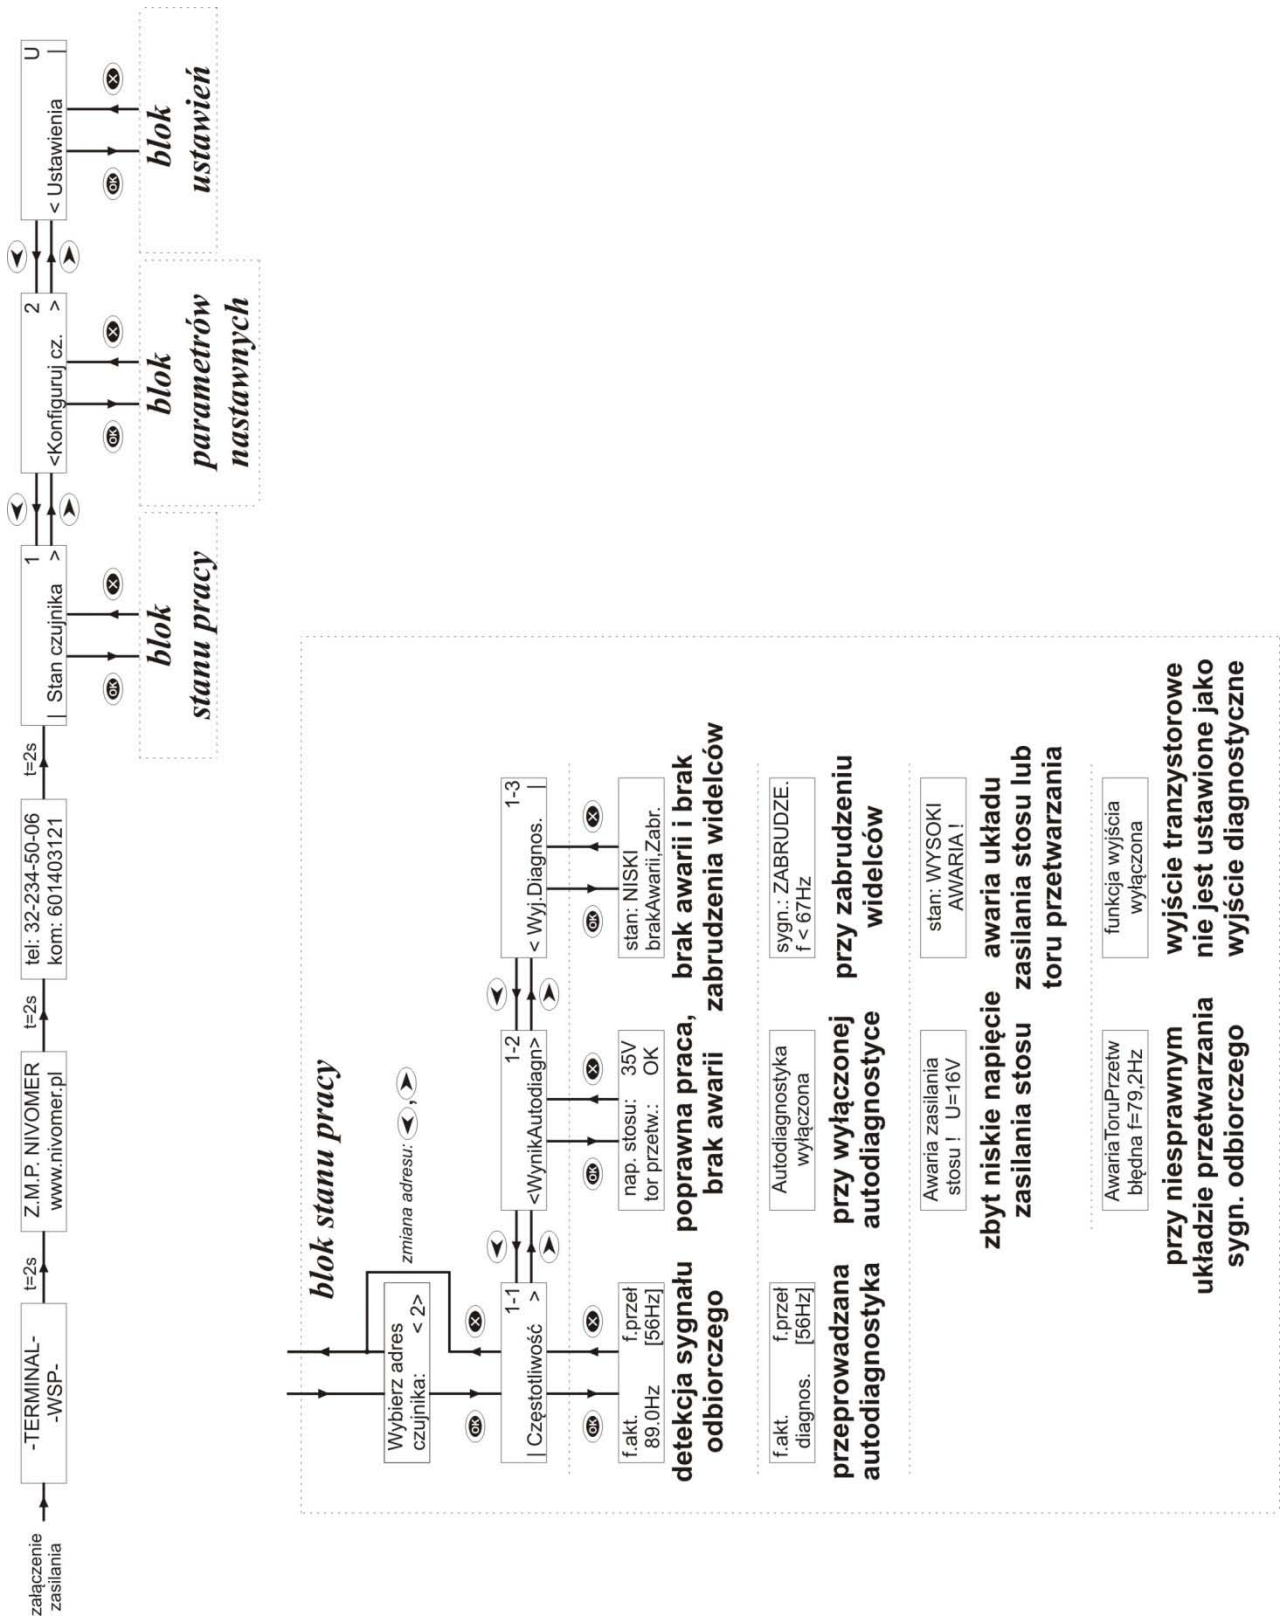 załączenie
zasilania
-TERMINAL-
-WSP-
t=2s
Z.M.P. NIVOMER
www.nivomer.pl
t=2s
tel: 32-234-50-06
kom: 601403121
t=2s
1
| Stan czujnika >
2
<Konfiguruj cz. >
U
< Ustawienia |
OK
X
OK
X
OK
X
blok
stanu pracy
blok
parametrów
nastawnych
blok
ustawień
blok stanu pracy
Wybierz adres
czujnika: < 2>
zmiana adresu: <,>
OK
X
1-1
| Częstotliwość >
1-2
<WynikAutodiagn>
1-3
< Wyj.Diagnos. |
OK
X
OK
X
OK
X
f.akt. f.przeł
89.0Hz [56Hz]
detekcja sygnału
odbiorczego
nap. stosu: 35V
tor przetw.: OK
poprawna praca,
brak awarii
stan: NISKI
brakAwarii,Zabr.
brak awarii i brak
zabrudzenia widelców
f.akt. f.przeł
diagnos. [56Hz]
przeprowadzana
autodiagnostyka
Autodiagnostyka
wyłączona
przy wyłączonej
autodiagnostyce
sygn.: ZABRUDZE.
f < 67Hz
przy zabrudzeniu
widelców
Awaria zasilania
stosu ! U=16V
zbyt niskie napięcie
zasilania stosu
stan: WYSOKI
AWARIA !
awaria układu
zasilania stosu lub
toru przetwarzania
AwariaToruPrzetw
błędna f=79,2Hz
przy niesprawnym
układzie przetwarzania
sygn. odbiorczego
funkcja wyjścia
wyłączona
wyjście tranzystorowe
nie jest ustawione jako
wyjście diagnostyczne